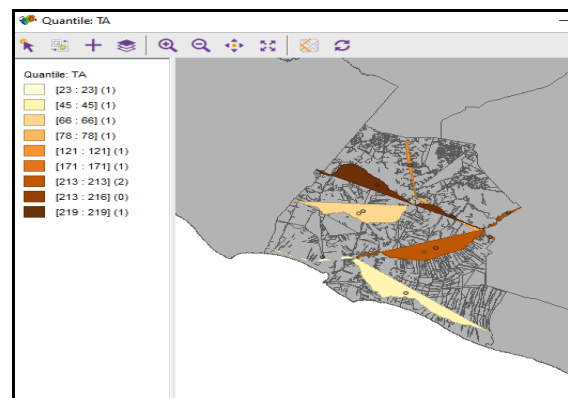 Quantile: TA
Quantile: TA
[23 : 23] (1)
[45 : 45] (1)
[66 : 66] (1)
[78 : 78] (1)
[121 : 121] (1)
[171 : 171] (1)
[213 : 213] (2)
[213 : 216] (0)
[219 : 219] (1)